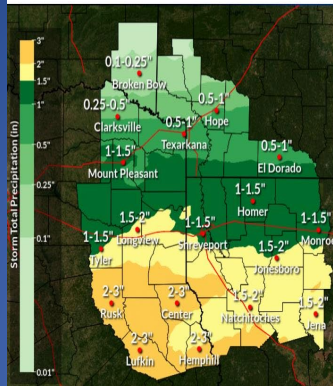 3"
2"
1"
0.5"
0.25"
0.1"
0.01"
Storm Total Precipitation (in)
0.1-0.25"
Broken Bow
0.25-0.5"
Clarksville
0.5-1"
Hope
0.5-1"
Texarkana
1-1.5"
Mount Pleasant
0.5-1"
El Dorado
1-1.5"
Homer
1.5-2"
Longview
1-1.5"
Shreveport
1-1.5"
Monro
1-1.5"
Tyler
1.5-2"
Jonesboro
2-3"
Rusk
2-3"
Center
1.5-2"
Natchitoches
1.5-2"
Jena
2-3"
Lufkin
2-3"
Hemphill